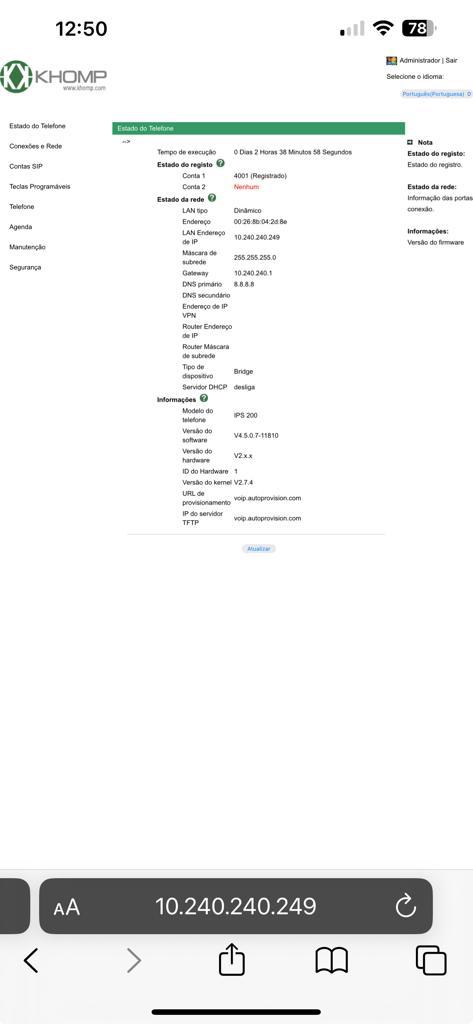 12:50
78
Administrador | Sair
KHOMP
www.khomp.com
Selecione o idioma:
Português(Portuguesa)
Estado do Telefone
Conexões e Rede
Contas SIP
Teclas Programáveis
Telefone
Agenda
Manutenção
Segurança
Estado do Telefone
-->
Tempo de execução 0 Dias 2 Horas 38 Minutos 58 Segundos
Estado do registo ?
Conta 1 4001 (Registrado)
Conta 2 Nenhum
Estado da rede ?
LAN tipo Dinâmico
Endereço 00:26:8b:04:2d:8e
LAN Endereço
de IP 10.240.240.249
Máscara de
subrede 255.255.255.0
Gateway 10.240.240.1
DNS primário 8.8.8.8
DNS secundário
Endereço de IP
VPN
Router Endereço
de IP
Router Máscara
de subrede
Tipo de
dispositivo Bridge
Servidor DHCP desliga
Informações ?
Modelo do
telefone IPS 200
Versão do
software V4.5.0.7-11810
Versão do
hardware V2.x.x
ID do Hardware 1
Versão do kernel V2.7.4
URL de
provisionamento voip.autoprovision.com
IP do servidor
TFTP voip.autoprovision.com
Atualizar
Nota
Estado do registo:
Estado do registro.
Estado da rede:
Informação das portas
conexão.
Informações:
Versão do firmware
AA 10.240.240.249